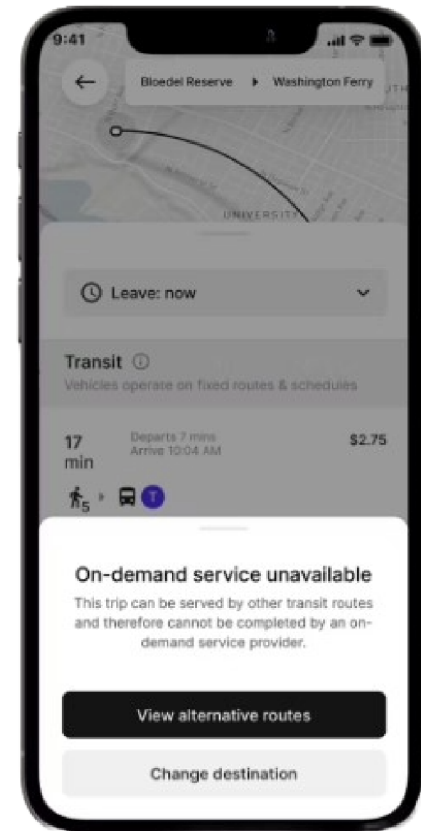 9:41
Bloedel Reserve ▸ Washington Ferry
UNIVERSITY
Leave: now
Transit
Vehicles operate on fixed routes & schedules
17 min
Departs 7 mins
Arrive 10:04 AM
$2.75
5
T
On-demand service unavailable
This trip can be served by other transit routes
and therefore cannot be completed by an on-
demand service provider.
View alternative routes
Change destination